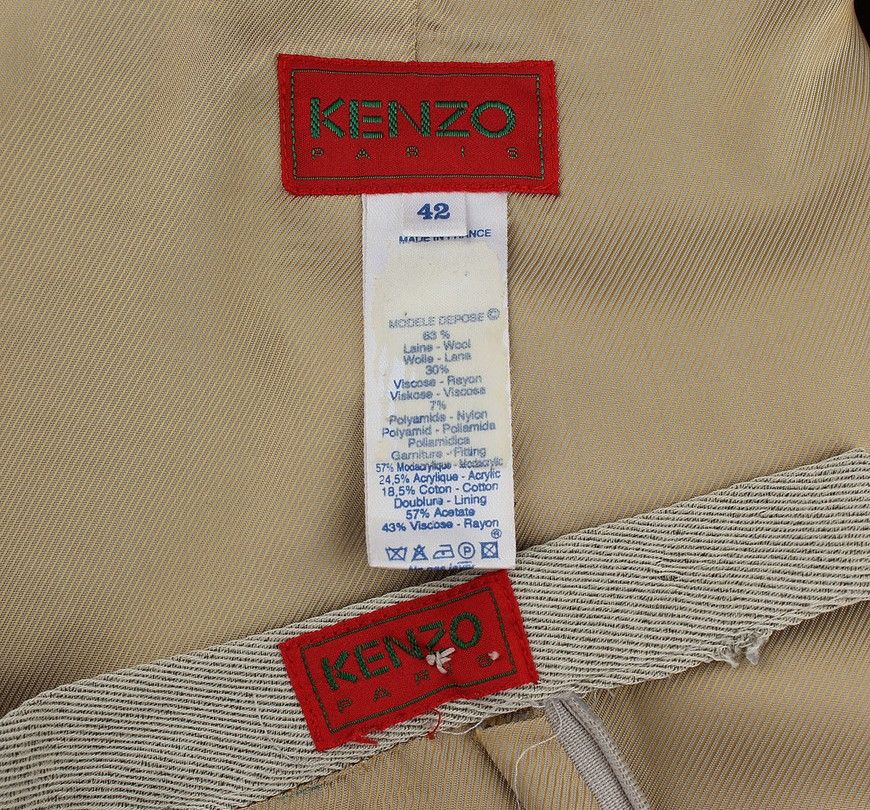 KENZO
PARIS
42
MADE IN FRANCE
MODELE DEPOSE ©
63 %
Laine - Wool
Wolle - Lana
30%
Viscose - Rayon
Viskose - Viscosa
7%
Polyamide - Nylon
Polyamid - Poliamida
Poliamidica
Garniture - Fitting
57% Modacrylique - Modacrylic
24,5% Acrylique - Acrylic
18,5% Coton - Cotton
Doublure - Lining
57% Acetate
43% Viscose - Rayon
®
P
KENZO
PARIS